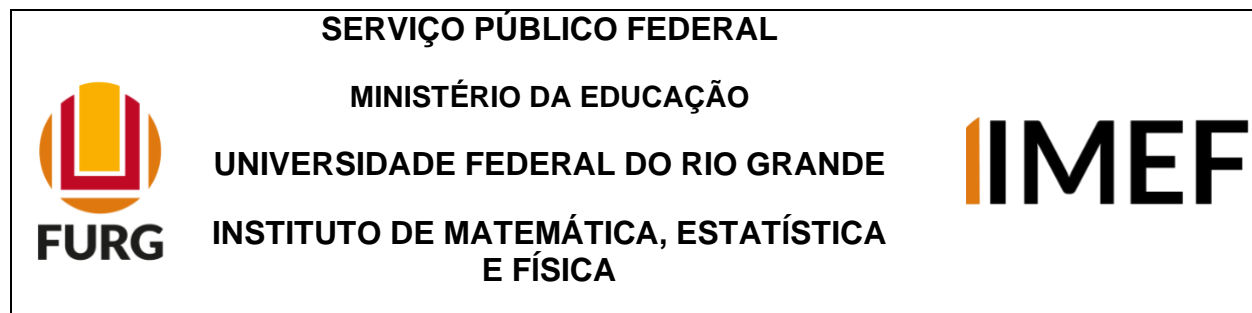 SERVIÇO PÚBLICO FEDERAL
MINISTÉRIO DA EDUCAÇÃO
UNIVERSIDADE FEDERAL DO RIO GRANDE
INSTITUTO DE MATEMÁTICA, ESTATÍSTICA
E FÍSICA
FURG
IMEF